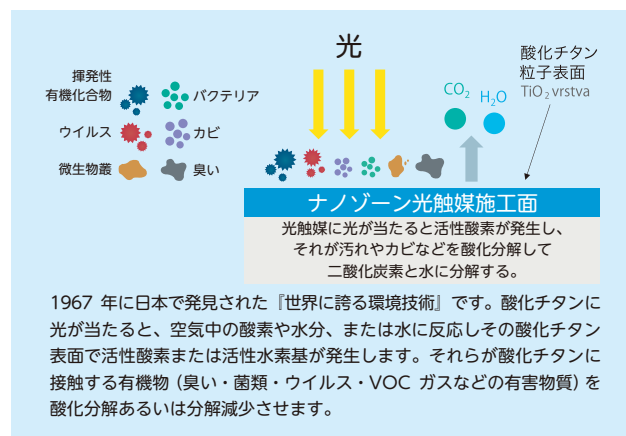 光
酸化チタン
粒子表面
TiO2 vrstva
揮発性
有機化合物
バクテリア
ウイルス
カビ
微生物叢
臭い
CO2
H2O
ナノゾーン光触媒施工面
光触媒に光が当たると活性酸素が発生し、
それが汚れやカビなどを酸化分解して
二酸化炭素と水に分解する。
1967 年に日本で発見された『世界に誇る環境技術』です。酸化チタンに
光が当たると、空気中の酸素や水分、または水に反応しその酸化チタン
表面で活性酸素または活性水素基が発生します。それらが酸化チタンに
接触する有機物（臭い・菌類・ウイルス・VOC ガスなどの有害物質）を
酸化分解あるいは分解減少させます。